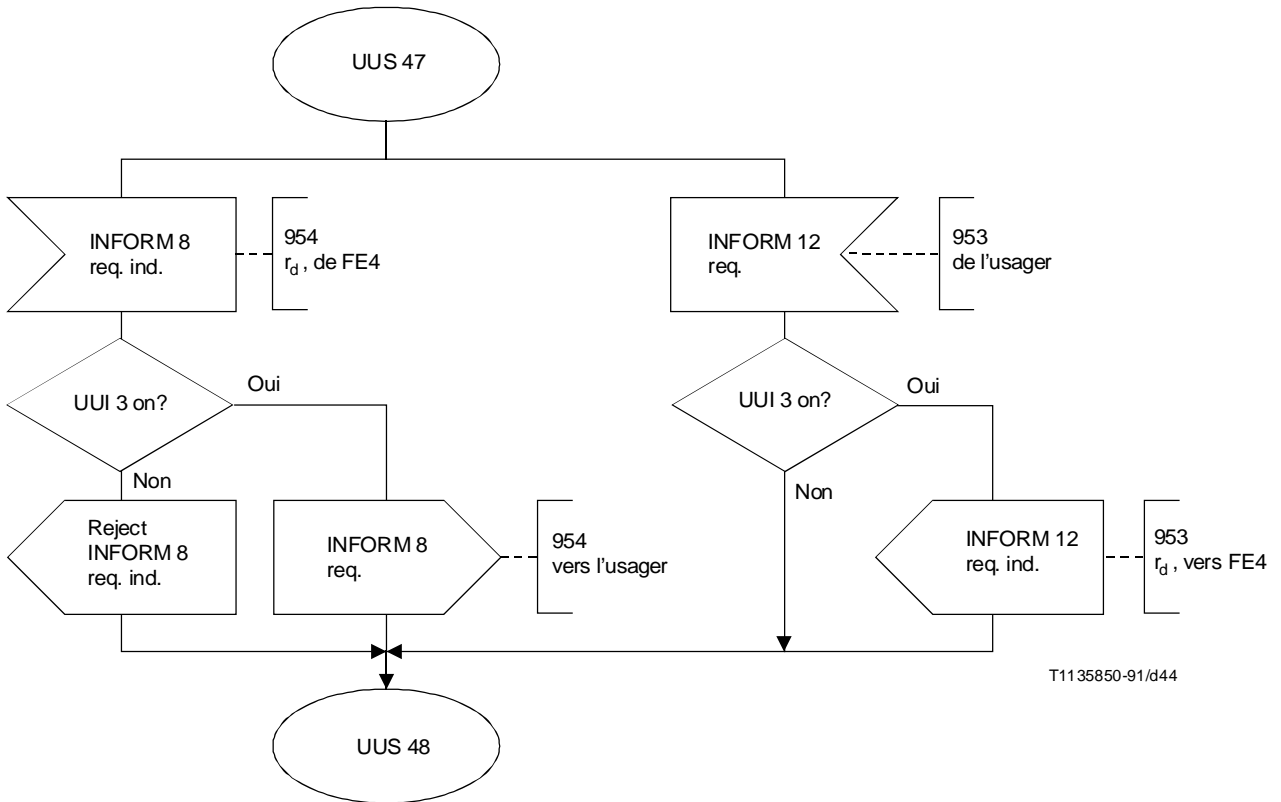 UUS 47
INFORM 8
req. ind.
954
r_d , de FE4
INFORM 12
req.
953
de l'usager
UUI 3 on?
Oui
Non
UUI 3 on?
Oui
Non
Reject
INFORM 8
req. ind.
INFORM 8
req.
954
vers l'usager
INFORM 12
req. ind.
953
r_d , vers FE4
T1135850-91/d44
UUS 48